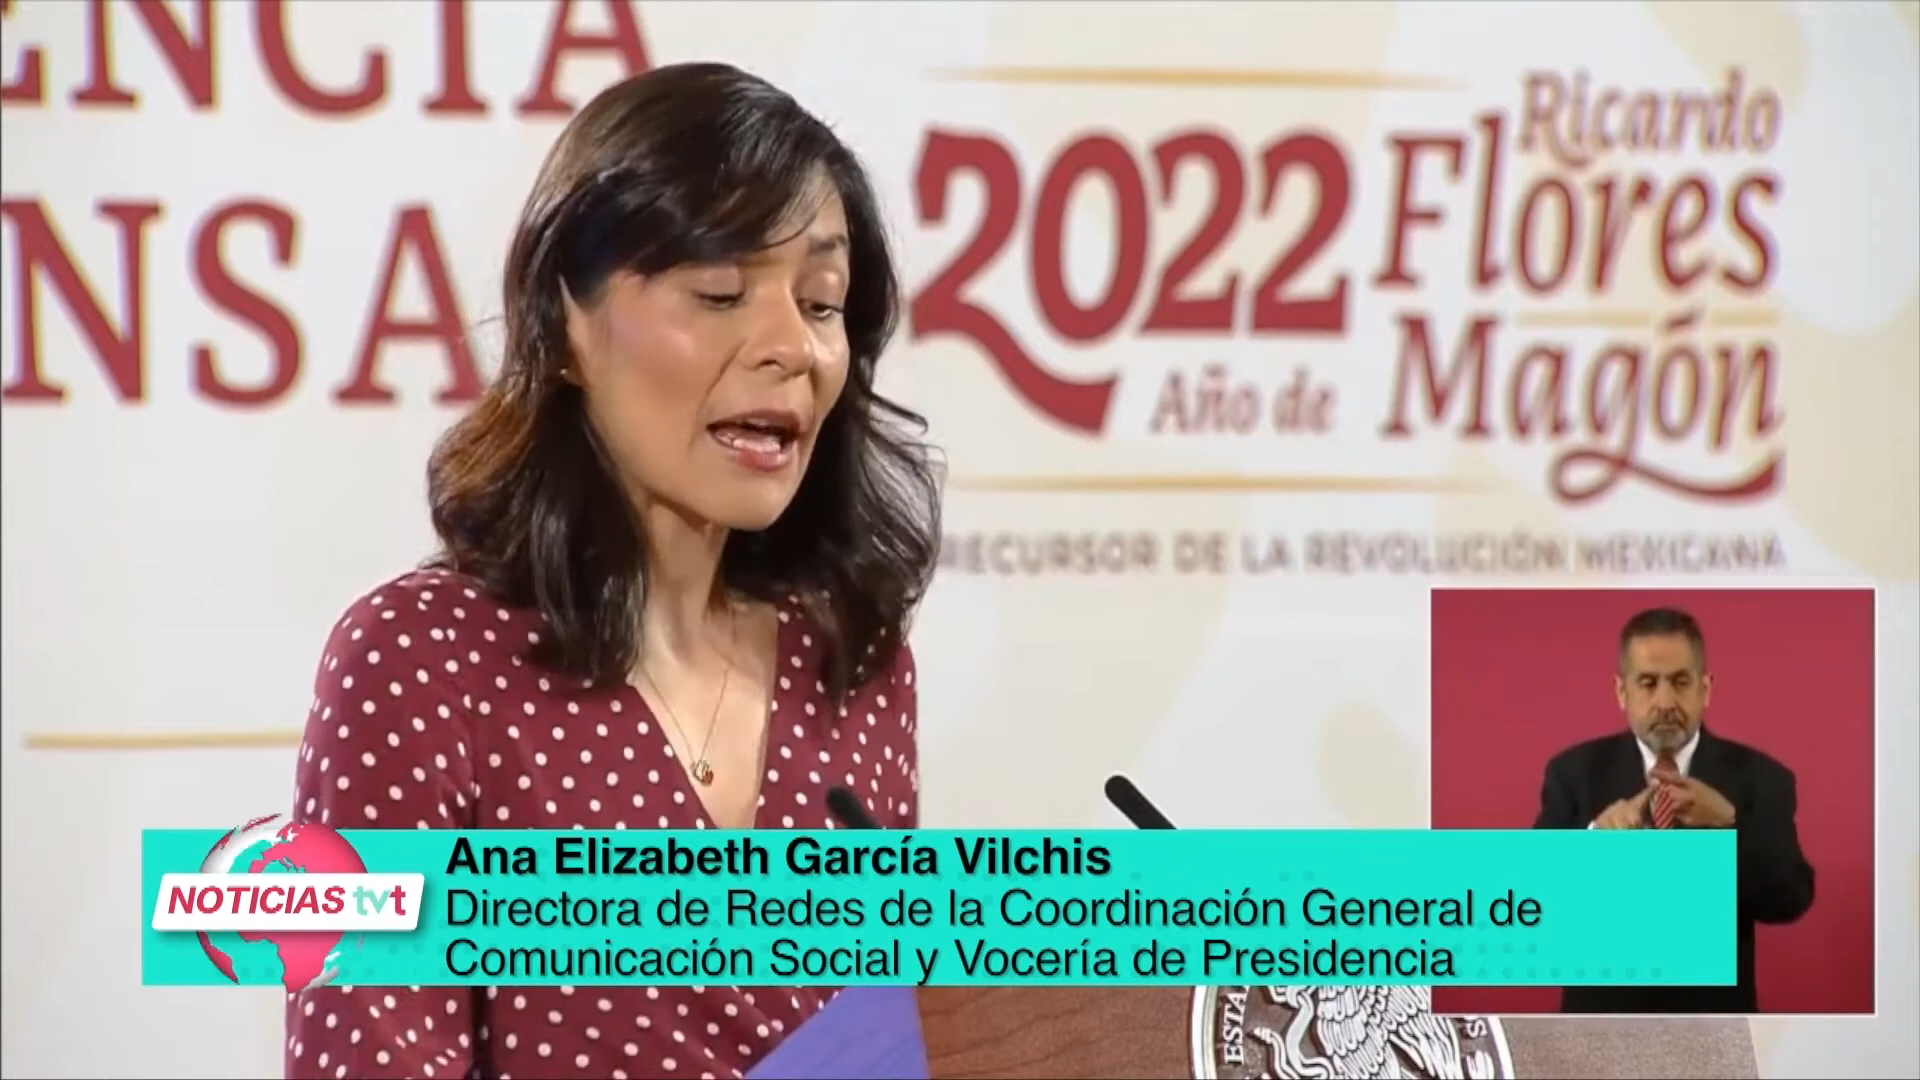 ENCIA
NSA
2022
Año de
Ricardo
Flores
Magón
RECURSOR DE LA REVOLUCIÓN MEXICANA
NOTICIAS tvt
Ana Elizabeth García Vilchis
Directora de Redes de la Coordinación General de
Comunicación Social y Vocería de Presidencia
ESTA
S